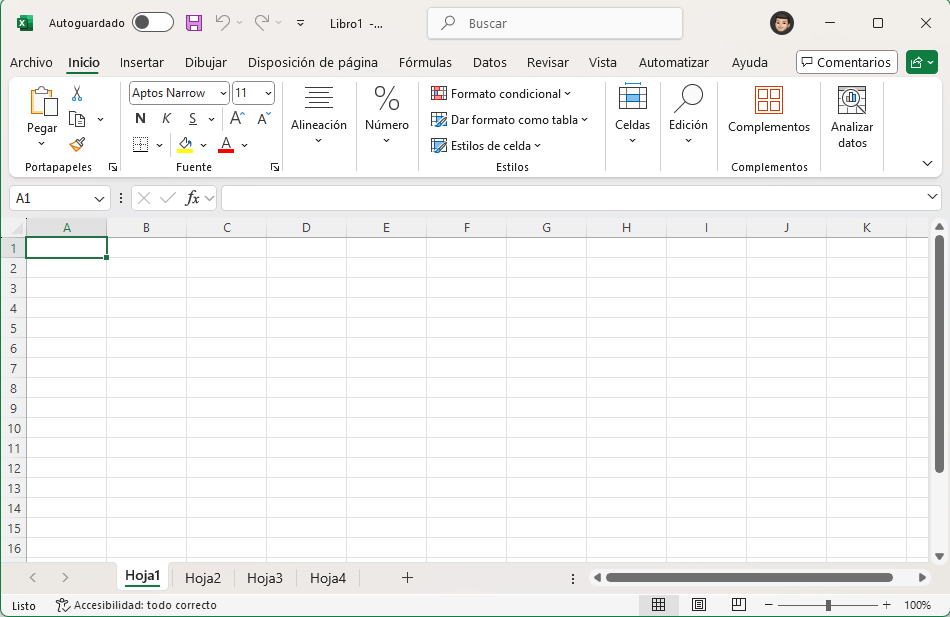 Autoguardado Libro1 -... Buscar
Archivo Inicio Insertar Dibujar Disposición de página Fórmulas Datos Revisar Vista Automatizar Ayuda Comentarios
Pegar
Portapapeles
Aptos Narrow 11
N K S A A
A
Fuente
Alineación
%
Número
Formato condicional
Dar formato como tabla
Estilos de celda
Estilos
Celdas
Edición
Complementos
Complementos
Analizar
datos
A1 fx
A B C D E F G H I J K
1
2
3
4
5
6
7
8
9
10
11
12
13
14
15
16
Hoja1 Hoja2 Hoja3 Hoja4 +
Listo Accesibilidad: todo correcto 100%